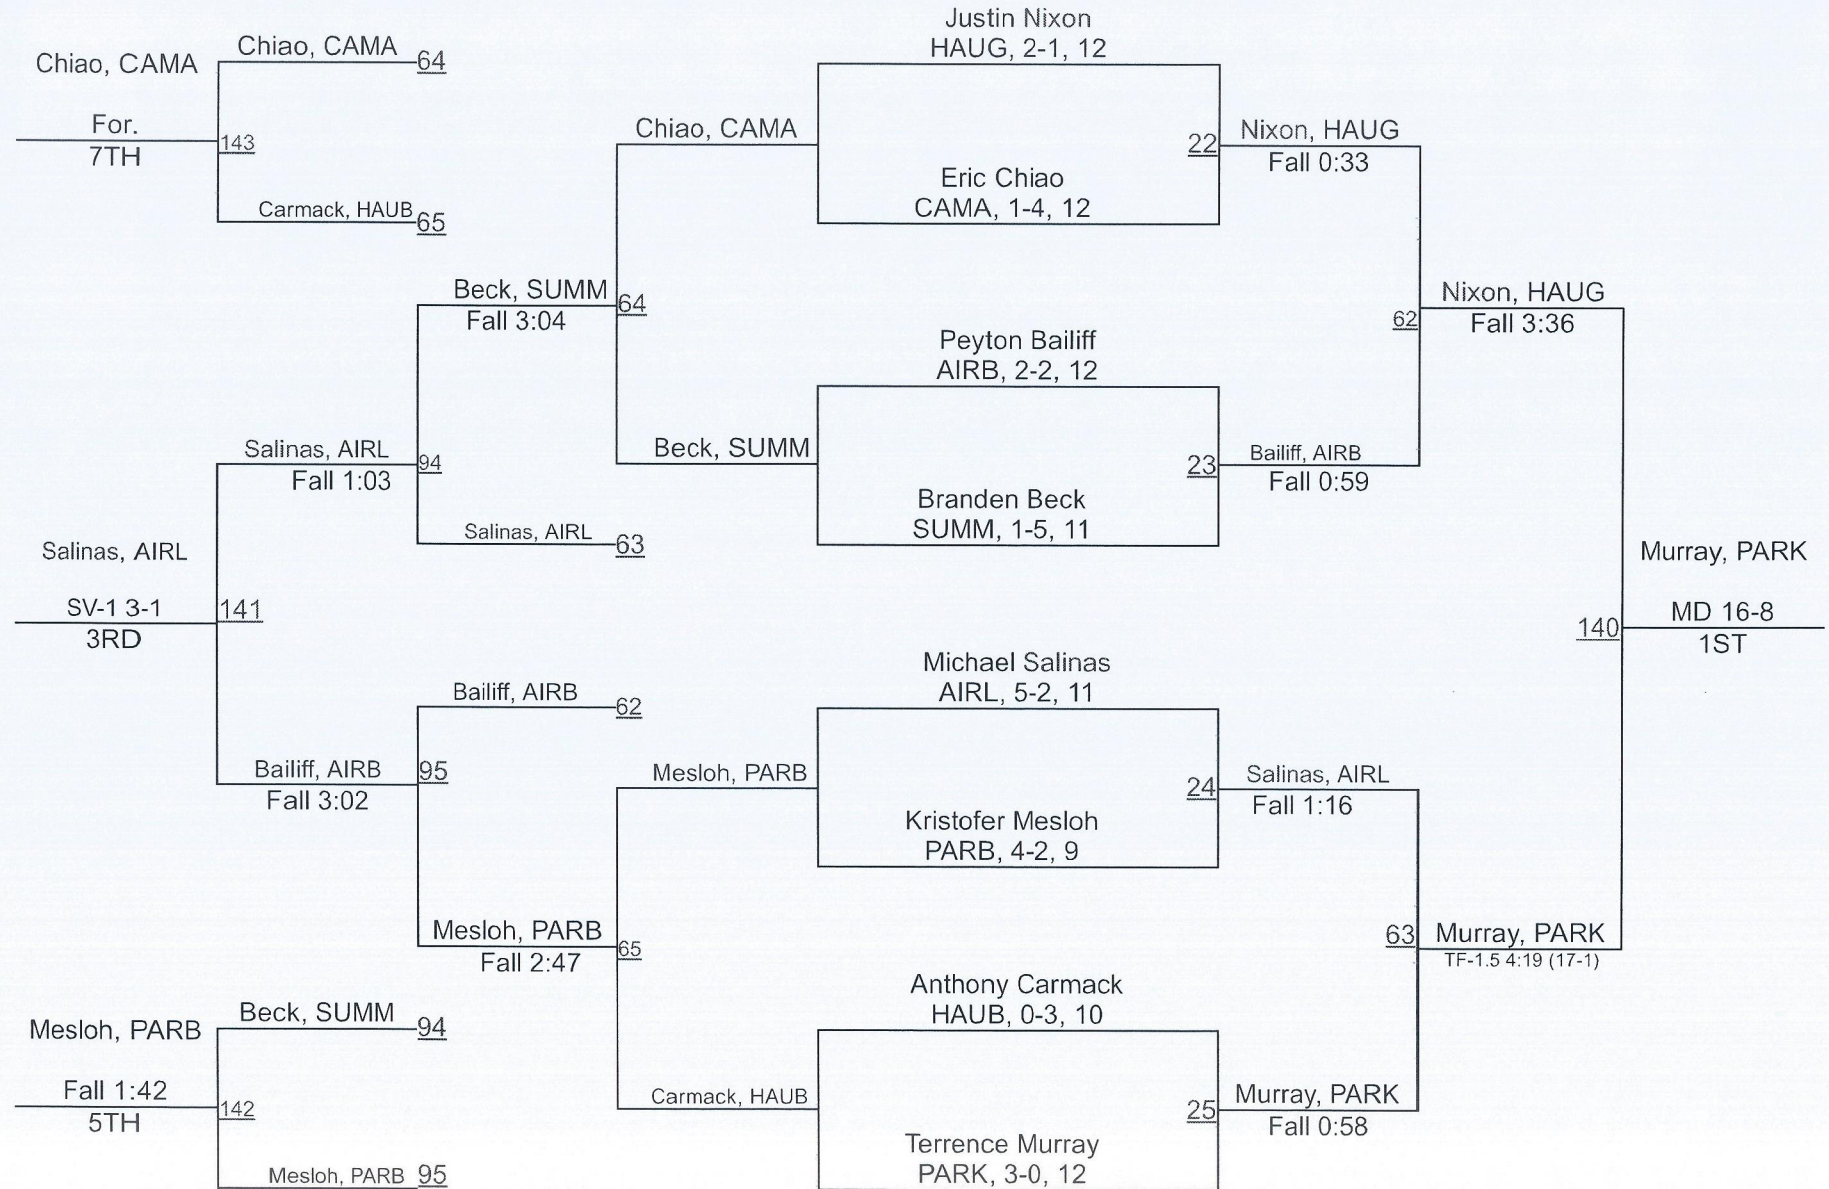 Justin Nixon
HAUG, 2-1, 12
Chiao, CAMA
64
Chiao, CAMA
For.
7TH
143
Carmack, HAUB
65
Chiao, CAMA
22
Nixon, HAUG
Fall 0:33
Eric Chiao
CAMA, 1-4, 12
Beck, SUMM
Fall 3:04
64
Nixon, HAUG
Fall 3:36
62
Peyton Bailiff
AIRB, 2-2, 12
Salinas, AIRL
Fall 1:03
94
Beck, SUMM
23
Bailiff, AIRB
Fall 0:59
Branden Beck
SUMM, 1-5, 11
Salinas, AIRL
63
Salinas, AIRL
SV-1 3-1
3RD
141
Murray, PARK
140
MD 16-8
1ST
Michael Salinas
AIRL, 5-2, 11
Bailiff, AIRB
62
Bailiff, AIRB
Fall 3:02
95
Mesloh, PARB
24
Salinas, AIRL
Fall 1:16
Kristofer Mesloh
PARB, 4-2, 9
Mesloh, PARB
Fall 2:47
65
63
Murray, PARK
TF-1.5 4:19 (17-1)
Anthony Carmack
HAUB, 0-3, 10
Beck, SUMM
94
Mesloh, PARB
Fall 1:42
5TH
142
Carmack, HAUB
25
Murray, PARK
Fall 0:58
Terrence Murray
PARK, 3-0, 12
Mesloh, PARB
95